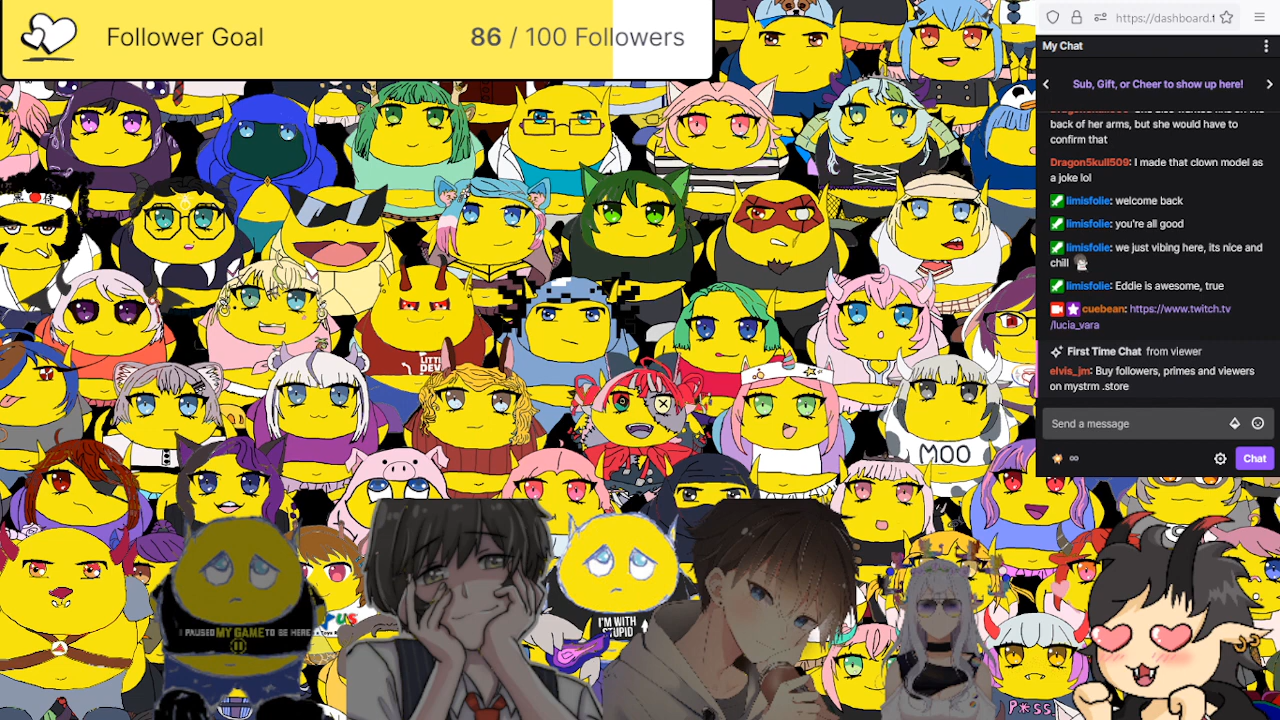 Follower Goal
86 / 100 Followers
https://dashboard.t
My Chat
Sub, Gift, or Cheer to show up here!
back of her arms, but she would have to
confirm that
Dragon5kull509: I made that clown model as
a joke lol
limisfolie: welcome back
limisfolie: you're all good
limisfolie: we just vibing here, its nice and
chill
limisfolie: Eddie is awesome, true
cuebean: https://www.twitch.tv
/lucia_vara
First Time Chat from viewer
elvis_jm: Buy followers, primes and viewers
on mystrm .store
Send a message
Chat
LITTLE
DEV
MOO
I PAUSED MY GAME TO BE HERE
I'M WITH
STUPID
P*SS